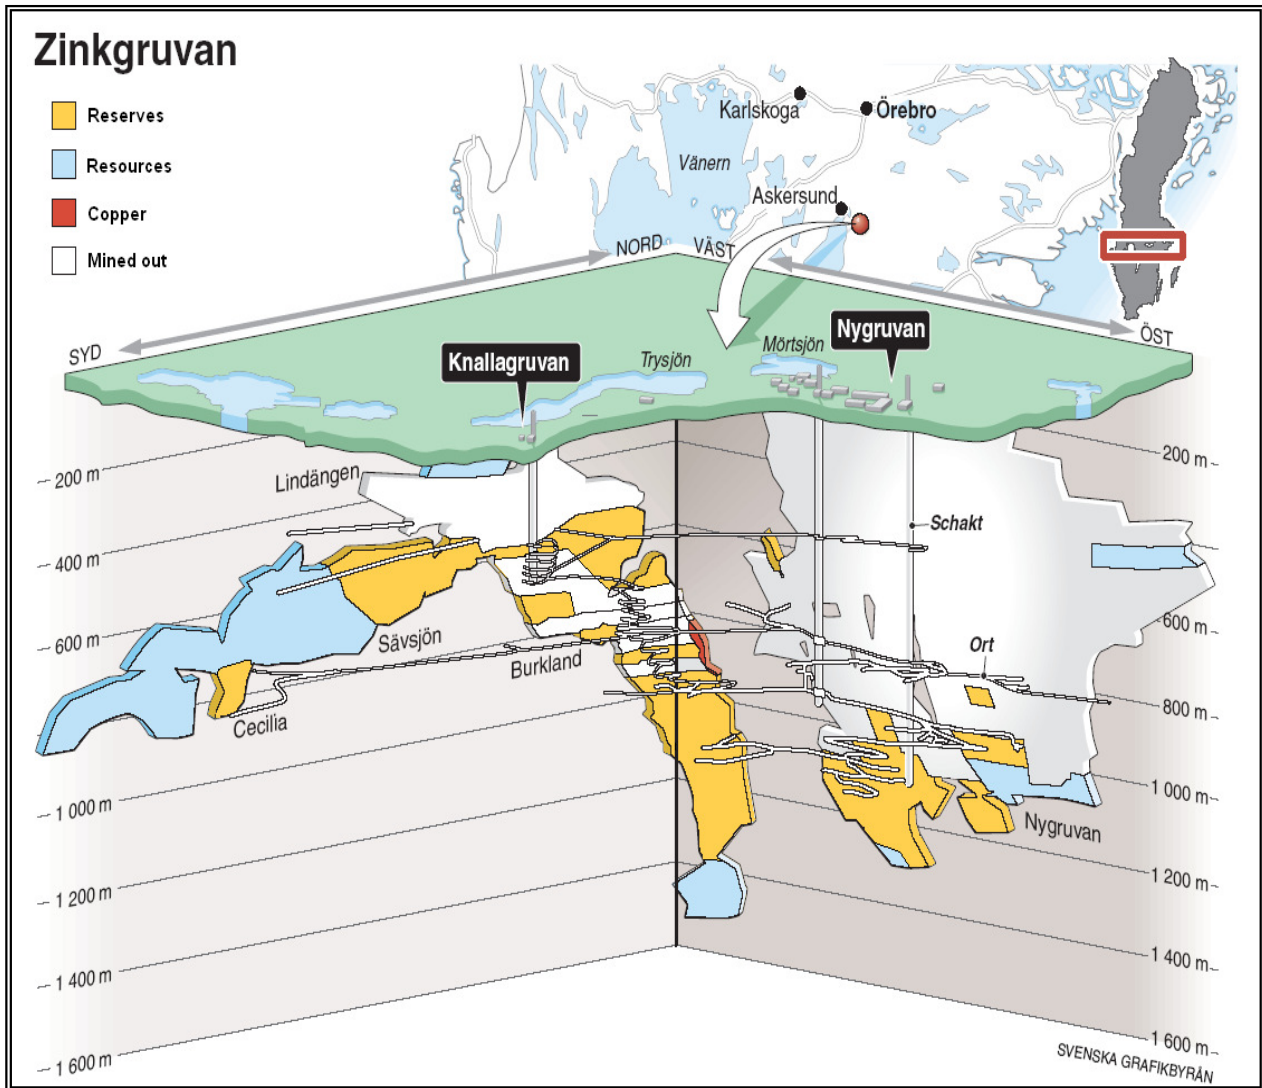 Zinkgruvan
Reserves
Resources
Copper
Mined out
Karlskoga
Örebro
Vänern
Askersund
NORD
VÄST
SYD
ÖST
Knallagruvan
Trysjön
Mörtsjön
Nygruvan
200 m
400 m
600 m
1 000 m
1 200 m
1 400 m
1 600 m
Lindängen
Sävsjön
Cecilia
Burkland
Schakt
Ort
Nygruvan
200 m
600 m
800 m
1 000 m
1 200 m
1 400 m
1 600 m
SVENSKA GRAFIKBYRÅN